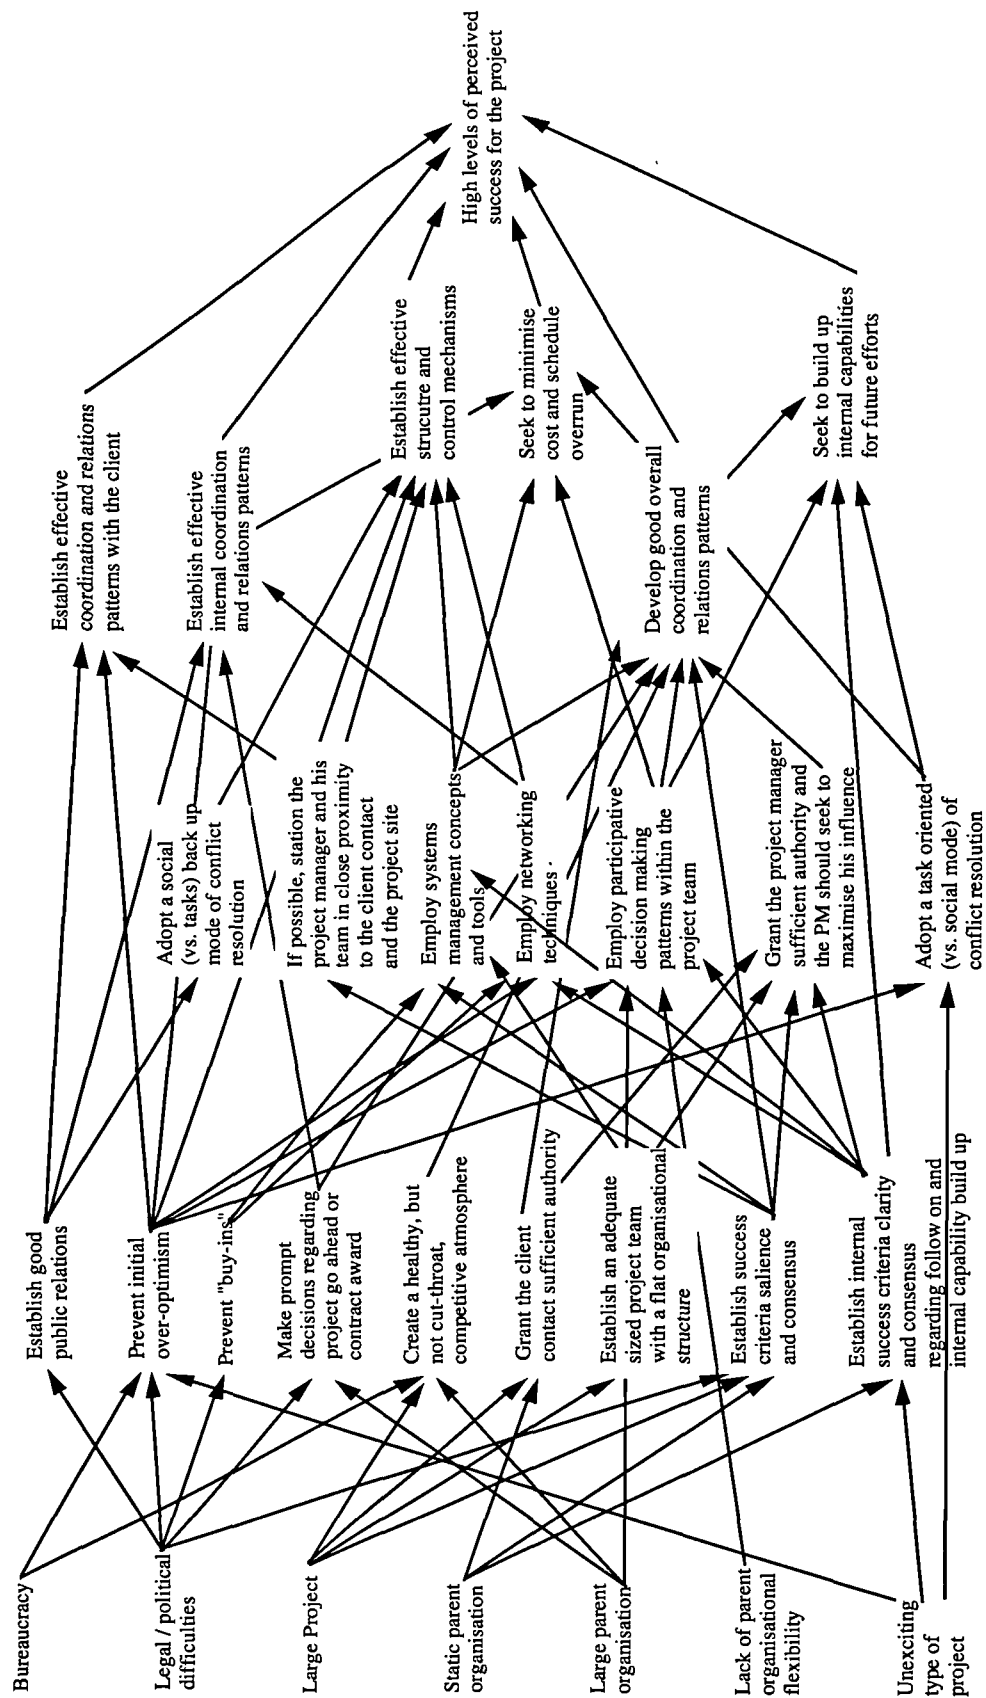 Bureaucracy
Legal / political
difficulties
Large Project
Static parent
organisation
Large parent
organisation
Lack of parent
organisational
flexibility
Unexciting
type of
project
Establish good
public relations
Prevent initial
over-optimism
Prevent "buy-ins"
Make prompt
decisions regarding
project go ahead or
contract award
Create a healthy, but
not cut-throat,
competitive atmosphere
Grant the client
contact sufficient authority
Establish an adequate
sized project team
with a flat organisational
structure
Establish success
criteria salience
and consensus
Establish internal
success criteria clarity
and consensus
regarding follow on and
internal capability build up
Adopt a social
(vs. tasks) back up
mode of conflict
resolution
If possible, station the
project manager and his
team in close proximity
to the client contact
and the project site
Employ systems
management concepts
and tools
Employ networking
techniques
Employ participative
decision making
patterns within the
project team
Grant the project manager
sufficient authority and
the PM should seek to
maximise his influence
Adopt a task oriented
(vs. social mode) of
conflict resolution
Establish effective
coordination and relations
patterns with the client
Establish effective
internal coordination
and relations patterns
Establish effective
strucutre and
control mechanisms
Seek to minimise
cost and schedule
overrun
Develop good overall
coordination and
relations patterns
Seek to build up
internal capabilities
for future efforts
High levels of perceived
success for the project